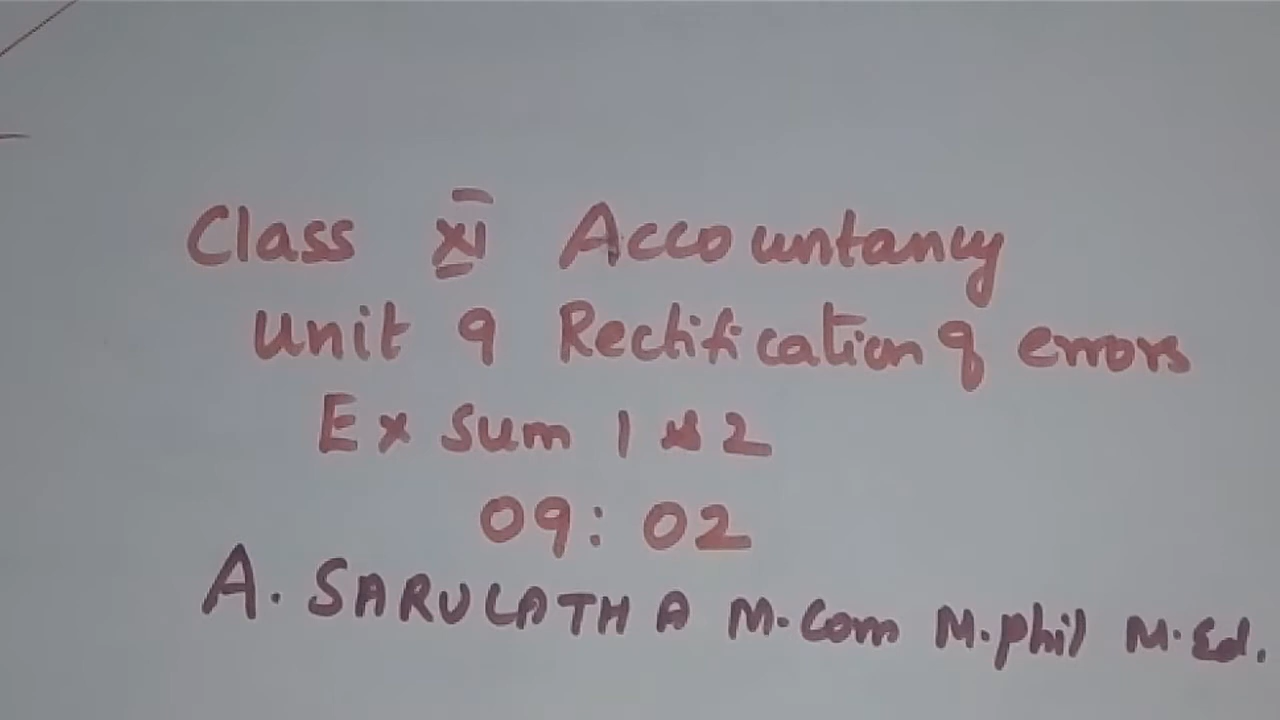 Class XI Accountancy
Unit 9 Rectification of errors
Ex Sum 1 & 2
09: 02
A. SARULATHA M.Com M.phil M.Ed.